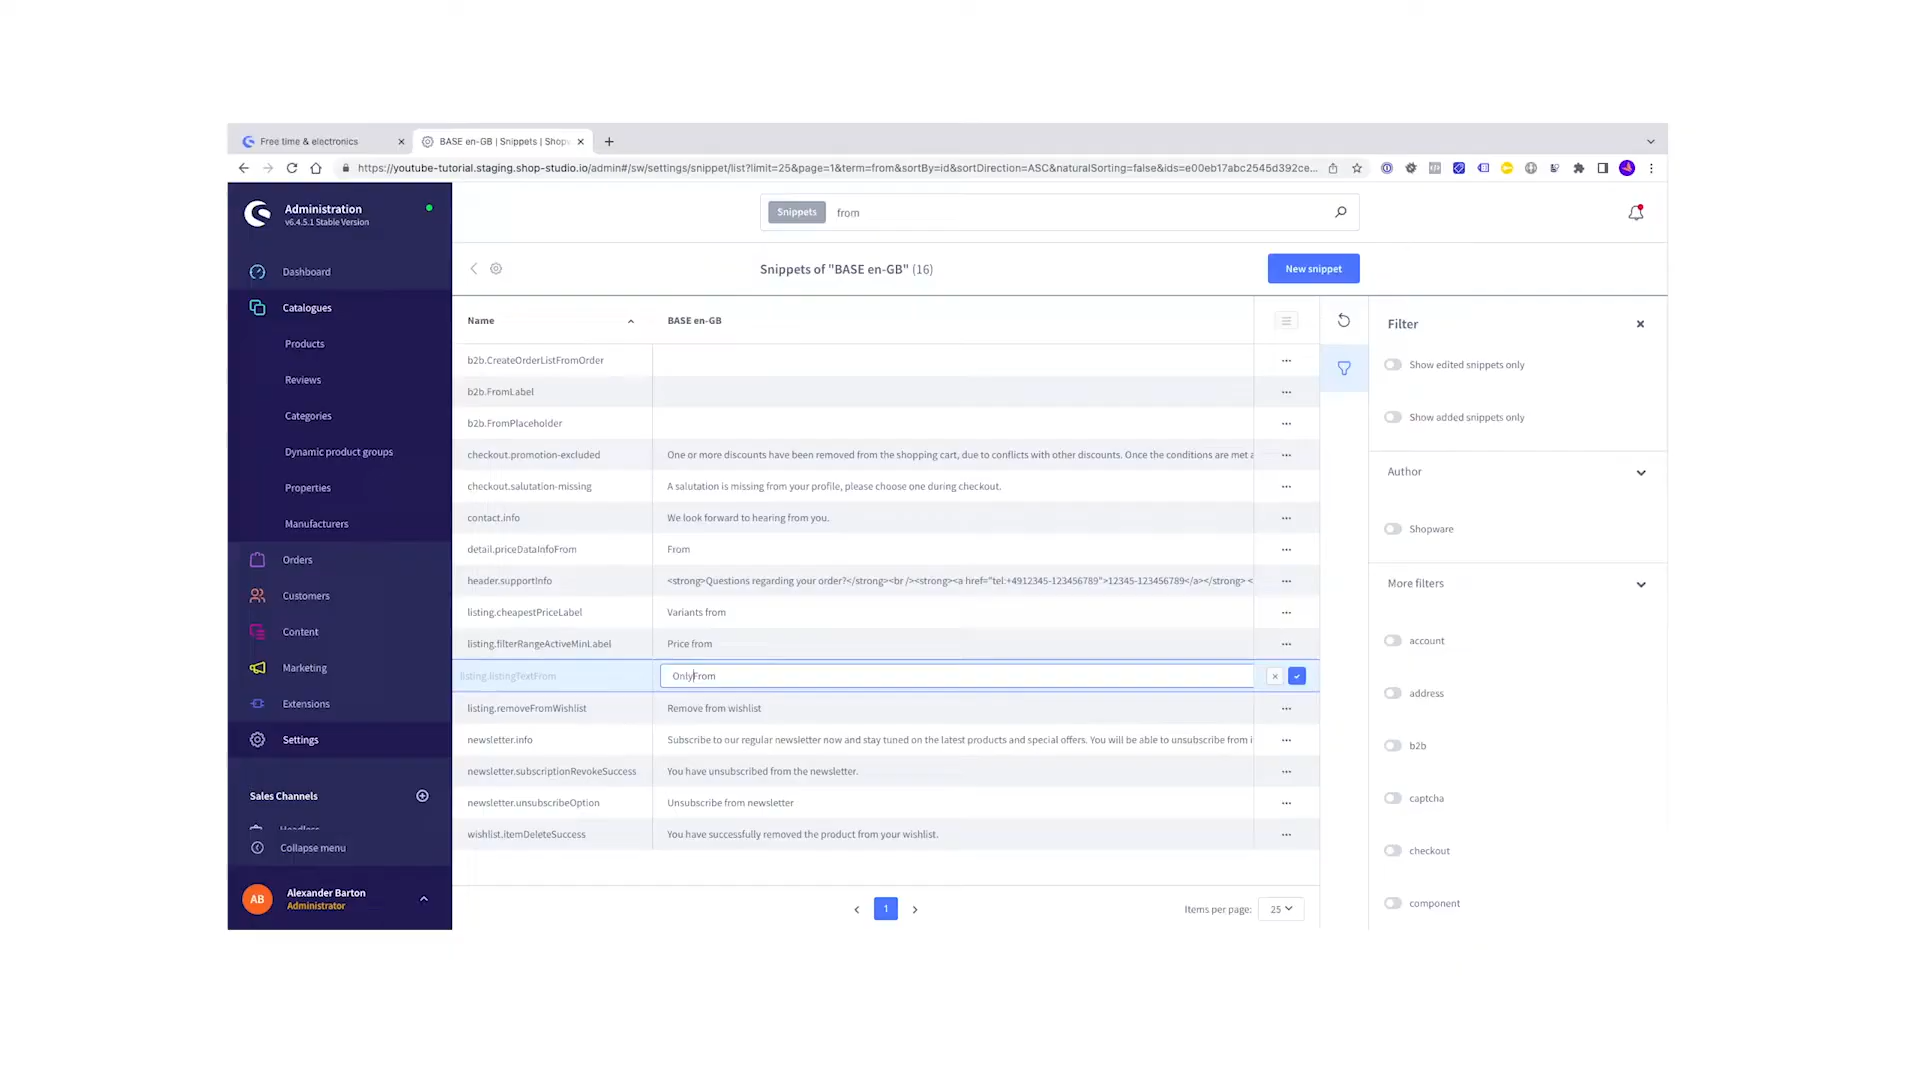 Free time & electronics
BASE en-GB | Snippets | Shopw
https://youtube-tutorial.staging.shop-studio.io/admin#/sw/settings/snippet/list?limit=25&page=1&term=from&sortBy=id&sortDirection=ASC&naturalSorting=false&ids=e00eb17abc2545d392ce...
Administration
v6.4.5.1 Stable Version
Snippets from
Dashboard
Catalogues
Products
Reviews
Categories
Dynamic product groups
Properties
Manufacturers
Orders
Customers
Content
Marketing
Extensions
Settings
Sales Channels
Headless
Collapse menu
AB
Alexander Barton
Administrator
Snippets of "BASE en-GB" (16)
New snippet
Name BASE en-GB
b2b.CreateOrderListFromOrder
b2b.FromLabel
b2b.FromPlaceholder
checkout.promotion-excluded One or more discounts have been removed from the shopping cart, due to conflicts with other discounts. Once the conditions are met a
checkout.salutation-missing A salutation is missing from your profile, please choose one during checkout.
contact.info We look forward to hearing from you.
detail.priceDataInfoFrom From
header.supportInfo <strong>Questions regarding your order?</strong><br /><strong><a href="tel:+4912345-123456789">12345-123456789</a></strong> <
listing.cheapestPriceLabel Variants from
listing.filterRangeActiveMinLabel Price from
listing.listingTextFrom OnlyFrom
listing.removeFromWishlist Remove from wishlist
newsletter.info Subscribe to our regular newsletter now and stay tuned on the latest products and special offers. You will be able to unsubscribe from i
newsletter.subscriptionRevokeSuccess You have unsubscribed from the newsletter.
newsletter.unsubscribeOption Unsubscribe from newsletter
wishlist.itemDeleteSuccess You have successfully removed the product from your wishlist.
1
Items per page: 25
Filter
Show edited snippets only
Show added snippets only
Author
Shopware
More filters
account
address
b2b
captcha
checkout
component